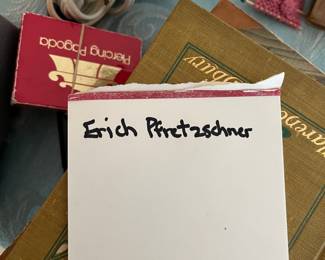 Piercing Pagoda
Erich Pfretzschner